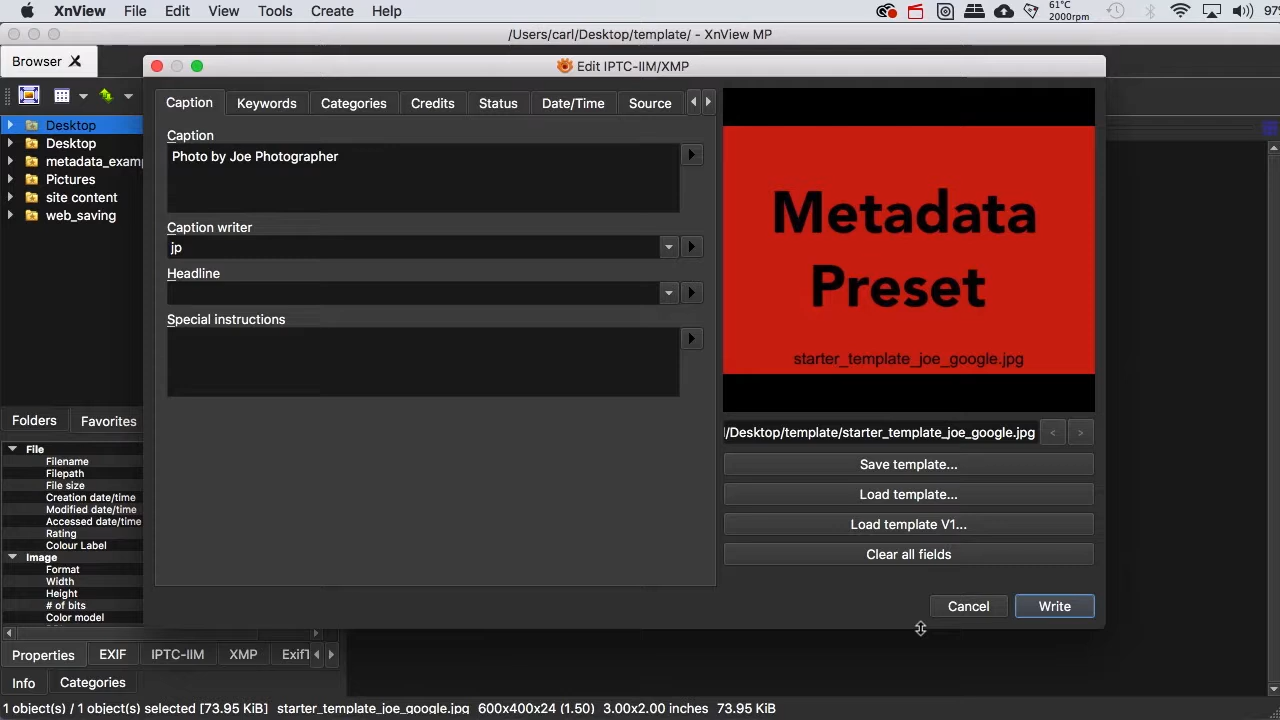 XnView File Edit View Tools Create Help
61°C
2000rpm
/Users/carl/Desktop/template/ - XnView MP
Browser
Edit IPTC-IIM/XMP
Caption Keywords Categories Credits Status Date/Time Source
Desktop
Desktop
metadata_examp
Pictures
site content
web_saving
Caption
Photo by Joe Photographer
Caption writer
jp
Headline
Special instructions
Metadata
Preset
starter_template_joe_google.jpg
/Desktop/template/starter_template_joe_google.jpg < >
Save template...
Load template...
Load template V1...
Clear all fields
Cancel Write
Folders Favorites
File
Filename
Filepath
File size
Creation date/time
Modified date/time
Accessed date/time
Rating
Colour Label
Image
Format
Width
Height
# of bits
Color model
Properties EXIF IPTC-IIM XMP
Info Categories
1 object(s) / 1 object(s) selected [73.95 KiB] starter_template_joe_google.jpg 600x400x24 (1.50) 3.00x2.00 inches 73.95 KiB